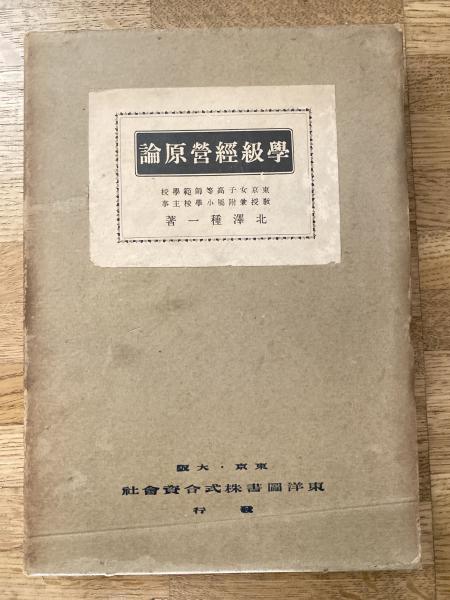 學級經營原論
東京女子高等師範學校
教授兼附屬小學校主事
北澤種一著
東京・大阪
東洋圖書株式合資會社
發行